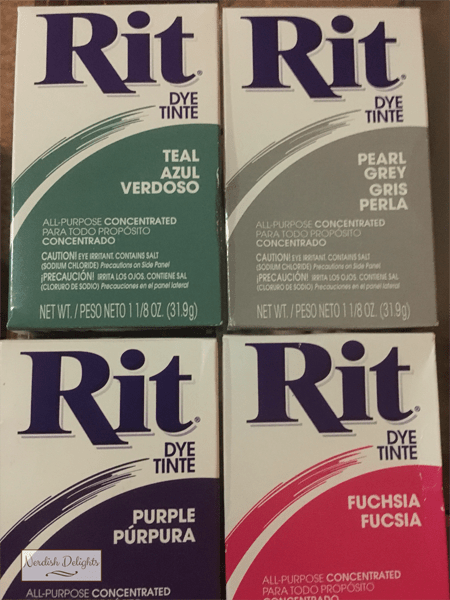 Rit®
DYE
TINTE
TEAL
AZUL
VERDOSO
ALL-PURPOSE CONCENTRATED
PARA TODO PROPÓSITO
CONCENTRADO
CAUTION! EYE IRRITANT. CONTAINS SALT
(SODIUM CHLORIDE) Precautions on Side Panel
¡PRECAUCIÓN! IRRITA LOS OJOS. CONTIENE SAL
(CLORURO DE SODIO) Precauciones en el panel lateral
NET WT. / PESO NETO 1 1/8 OZ. (31.9g)
Rit®
DYE
TINTE
PEARL
GREY
GRIS
PERLA
ALL-PURPOSE CONCENTRATED
PARA TODO PROPÓSITO
CONCENTRADO
CAUTION! EYE IRRITANT. CONTAINS SALT
(SODIUM CHLORIDE) Precautions on Side Panel
¡PRECAUCIÓN! IRRITA LOS OJOS. CONTIENE SAL
(CLORURO DE SODIO) Precauciones en el panel lateral
NET WT. / PESO NETO 1 1/8 OZ. (31.9g)
Rit®
DYE
TINTE
PURPLE
PÚRPURA
ALL-PURPOSE CONCENTRATED
Nerdish Delights
Rit®
DYE
TINTE
FUCHSIA
FUCSIA
ALL-PURPOSE CONCENTRATED
PARA TODO PROPÓSITO
CONCENTRADO